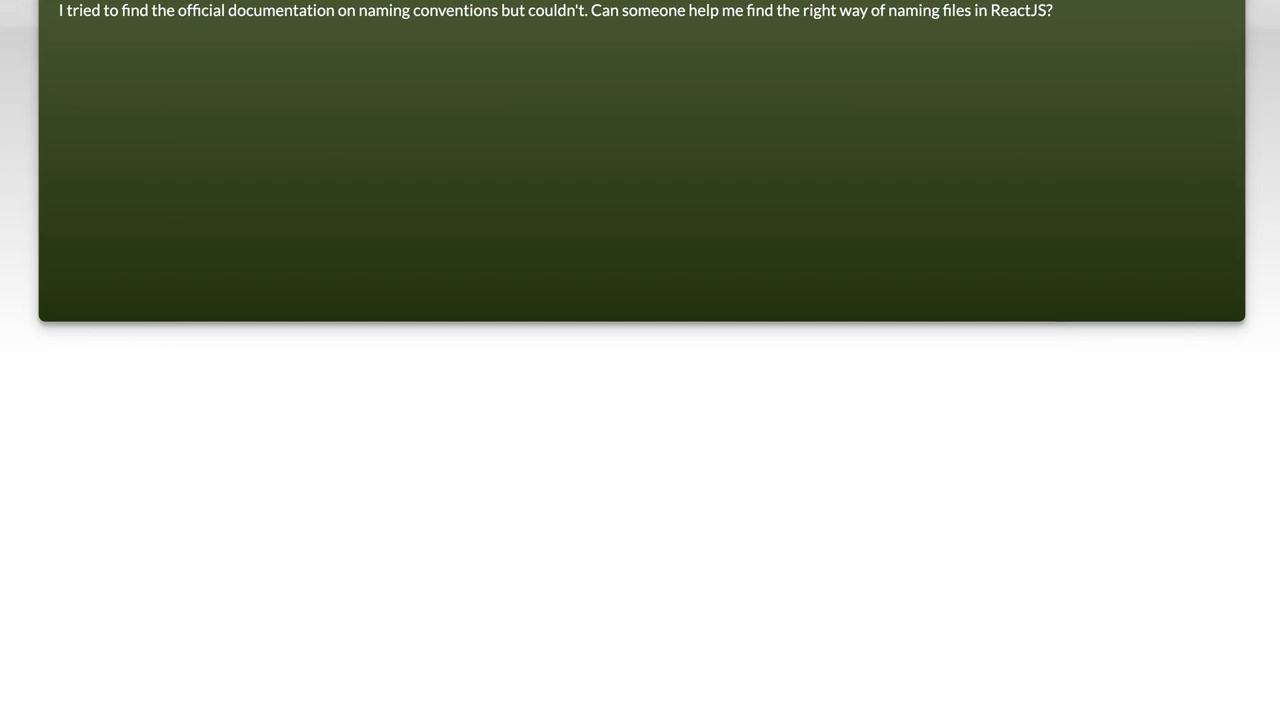 I tried to find the official documentation on naming conventions but couldn't. Can someone help me find the right way of naming files in ReactJS?